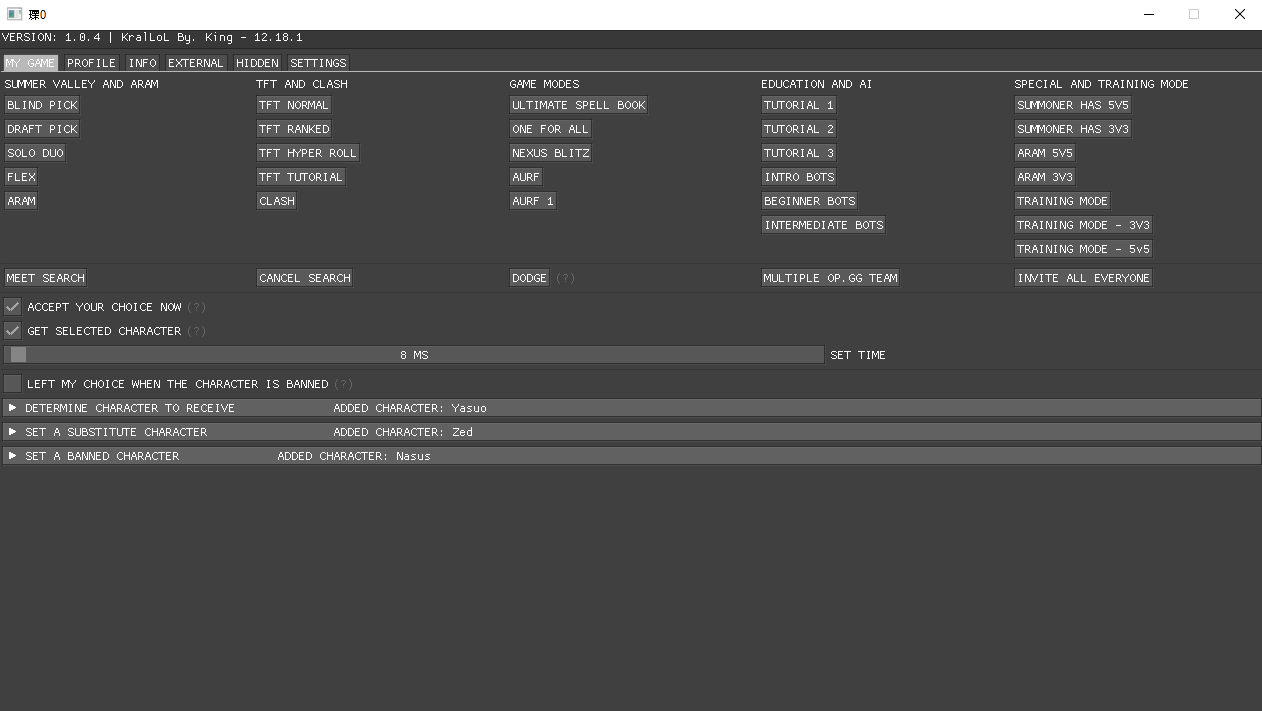 璟0
VERSION: 1.0.4 | KralLoL By. King - 12.18.1
MY GAME PROFILE INFO EXTERNAL HIDDEN SETTINGS
SUMMER VALLEY AND ARAM TFT AND CLASH GAME MODES EDUCATION AND AI SPECIAL AND TRAINING MODE
BLIND PICK TFT NORMAL ULTIMATE SPELL BOOK TUTORIAL 1 SUMMONER HAS 5V5
DRAFT PICK TFT RANKED ONE FOR ALL TUTORIAL 2 SUMMONER HAS 3V3
SOLO DUO TFT HYPER ROLL NEXUS BLITZ TUTORIAL 3 ARAM 5V5
FLEX TFT TUTORIAL AURF INTRO BOTS ARAM 3V3
ARAM CLASH AURF 1 BEGINNER BOTS TRAINING MODE
INTERMEDIATE BOTS TRAINING MODE - 3V3
TRAINING MODE - 5v5
MEET SEARCH CANCEL SEARCH DODGE (?) MULTIPLE OP.GG TEAM INVITE ALL EVERYONE
ACCEPT YOUR CHOICE NOW (?)
GET SELECTED CHARACTER (?)
8 MS SET TIME
LEFT MY CHOICE WHEN THE CHARACTER IS BANNED (?)
DETERMINE CHARACTER TO RECEIVE ADDED CHARACTER: Yasuo
SET A SUBSTITUTE CHARACTER ADDED CHARACTER: Zed
SET A BANNED CHARACTER ADDED CHARACTER: Nasus